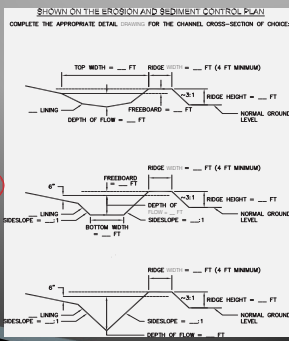 SHOWN ON THE EROSION AND SEDIMENT CONTROL PLAN
COMPLETE THE APPROPRIATE DETAIL DRAWING FOR THE CHANNEL CROSS-SECTION OF CHOICE:
TOP WIDTH = __ FT
RIDGE WIDTH = __ FT (4 FT MINIMUM)
~3:1
RIDGE HEIGHT = __ FT
__ LINING
FREEBOARD = __ FT
NORMAL GROUND LEVEL
DEPTH OF FLOW = __ FT
RIDGE WIDTH = __ FT (4 FT MINIMUM)
FREEBOARD = __ FT
6"
~3:1
RIDGE HEIGHT = __ FT
DEPTH OF FLOW = __ FT
__ LINING
NORMAL GROUND LEVEL
SIDESLOPE = __:1
SIDESLOPE = __:1
BOTTOM WIDTH = __ FT
RIDGE WIDTH = __ FT (4 FT MINIMUM)
6"
~3:1
RIDGE HEIGHT = __ FT
__ LINING
SIDESLOPE = __:1
SIDESLOPE = __:1
NORMAL GROUND LEVEL
DEPTH OF FLOW = __ FT